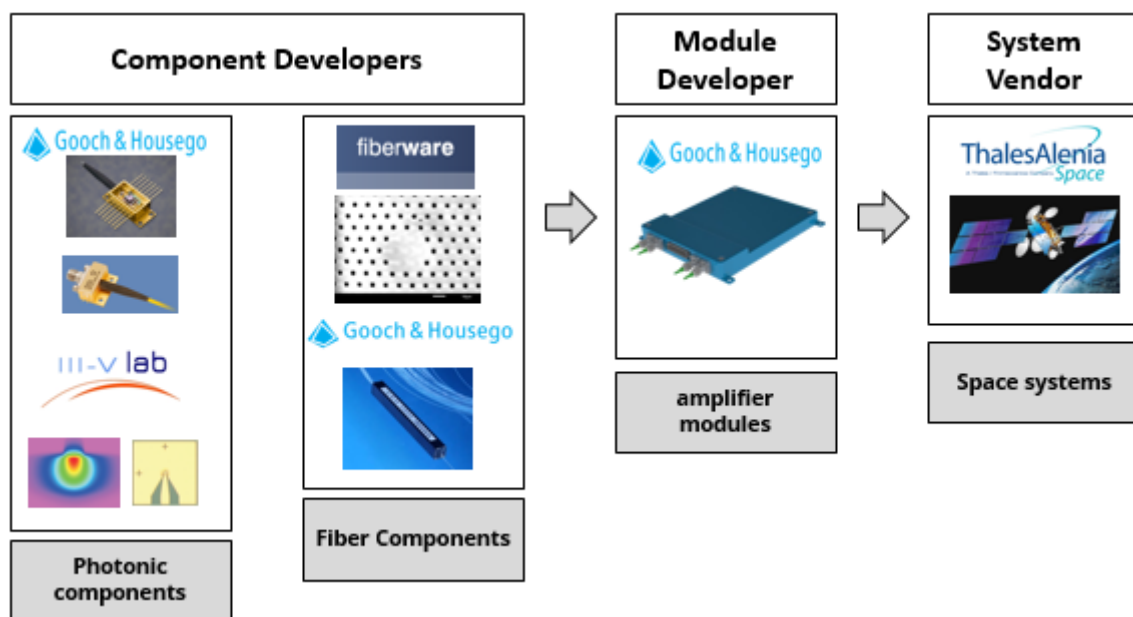 Component Developers
Module
Developer
System
Vendor
Gooch & Housego
III-V lab
Photonic
components
fiberware
Gooch & Housego
Fiber Components
Gooch & Housego
amplifier
modules
ThalesAlenia
Space
Space systems